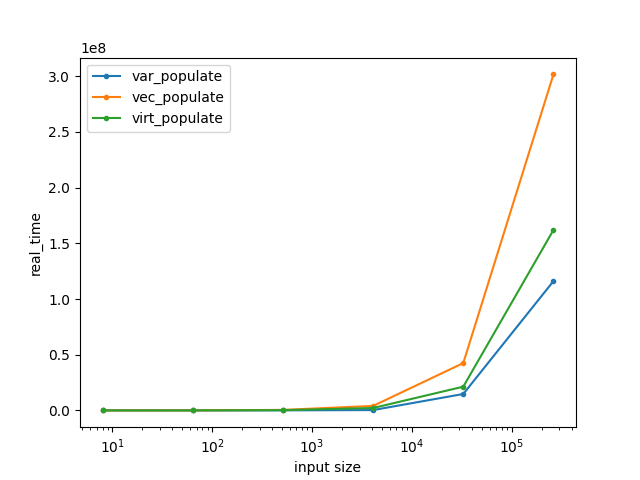 1e8
var_populate
vec_populate
virt_populate
3.0
2.5
2.0
1.5
1.0
0.5
0.0
real_time
10¹ 10² 10³ 10⁴ 10⁵
input size